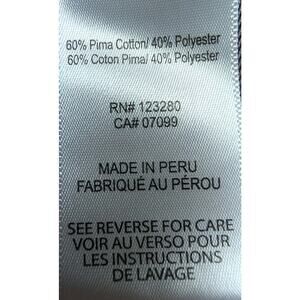 60% Pima Cotton/ 40% Polyester
60% Coton Pima/ 40% Polyester
RN# 123280
CA# 07099
MADE IN PERU
FABRIQUÉ AU PÉROU
SEE REVERSE FOR CARE
VOIR AU VERSO POUR
LES INSTRUCTIONS
DE LAVAGE